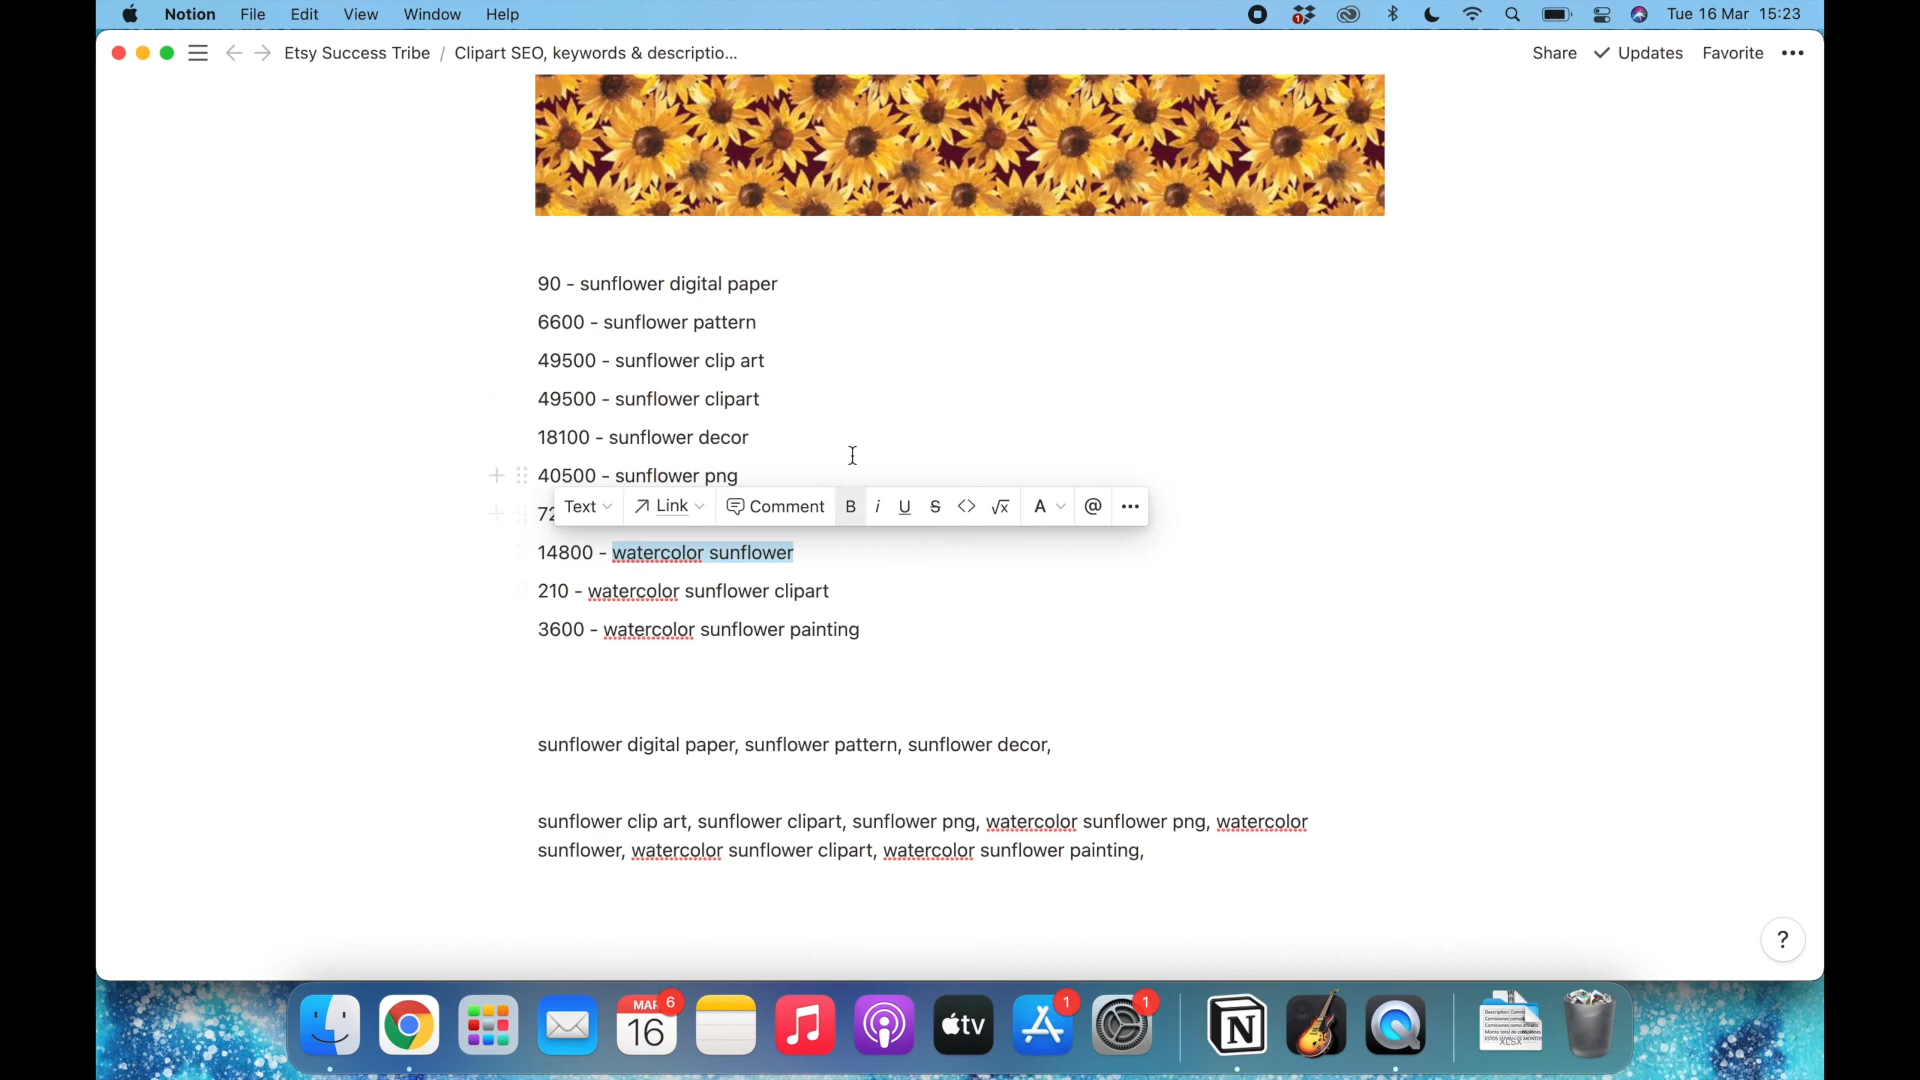 Notion File Edit View Window Help
1
Tue 16 Mar 15:23
Etsy Success Tribe / Clipart SEO, keywords & descriptio...
Share Updates Favorite
90 - sunflower digital paper
6600 - sunflower pattern
49500 - sunflower clip art
49500 - sunflower clipart
18100 - sunflower decor
40500 - sunflower png
72
Text Link Comment B i U S <> √x A @ •••
14800 - watercolor sunflower
210 - watercolor sunflower clipart
3600 - watercolor sunflower painting
sunflower digital paper, sunflower pattern, sunflower decor,
sunflower clip art, sunflower clipart, sunflower png, watercolor sunflower png, watercolor
sunflower, watercolor sunflower clipart, watercolor sunflower painting,
?
MAR 6
16
tv
1
1
N
XLSX